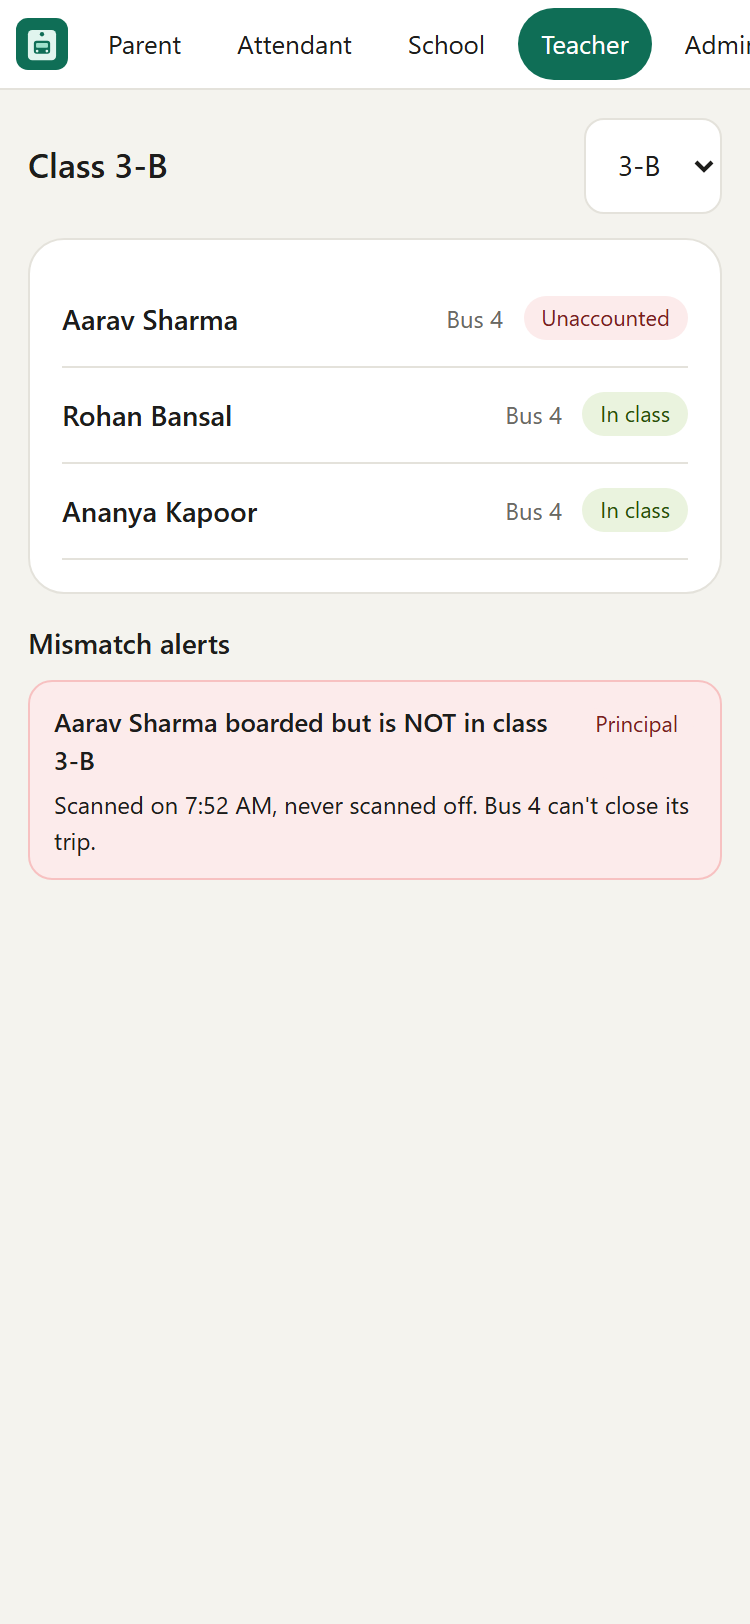 Parent Attendant School Teacher Admin
Class 3-B
3-B
Aarav Sharma Bus 4 Unaccounted
Rohan Bansal Bus 4 In class
Ananya Kapoor Bus 4 In class
Mismatch alerts
Aarav Sharma boarded but is NOT in class Principal
3-B
Scanned on 7:52 AM, never scanned off. Bus 4 can't close its
trip.